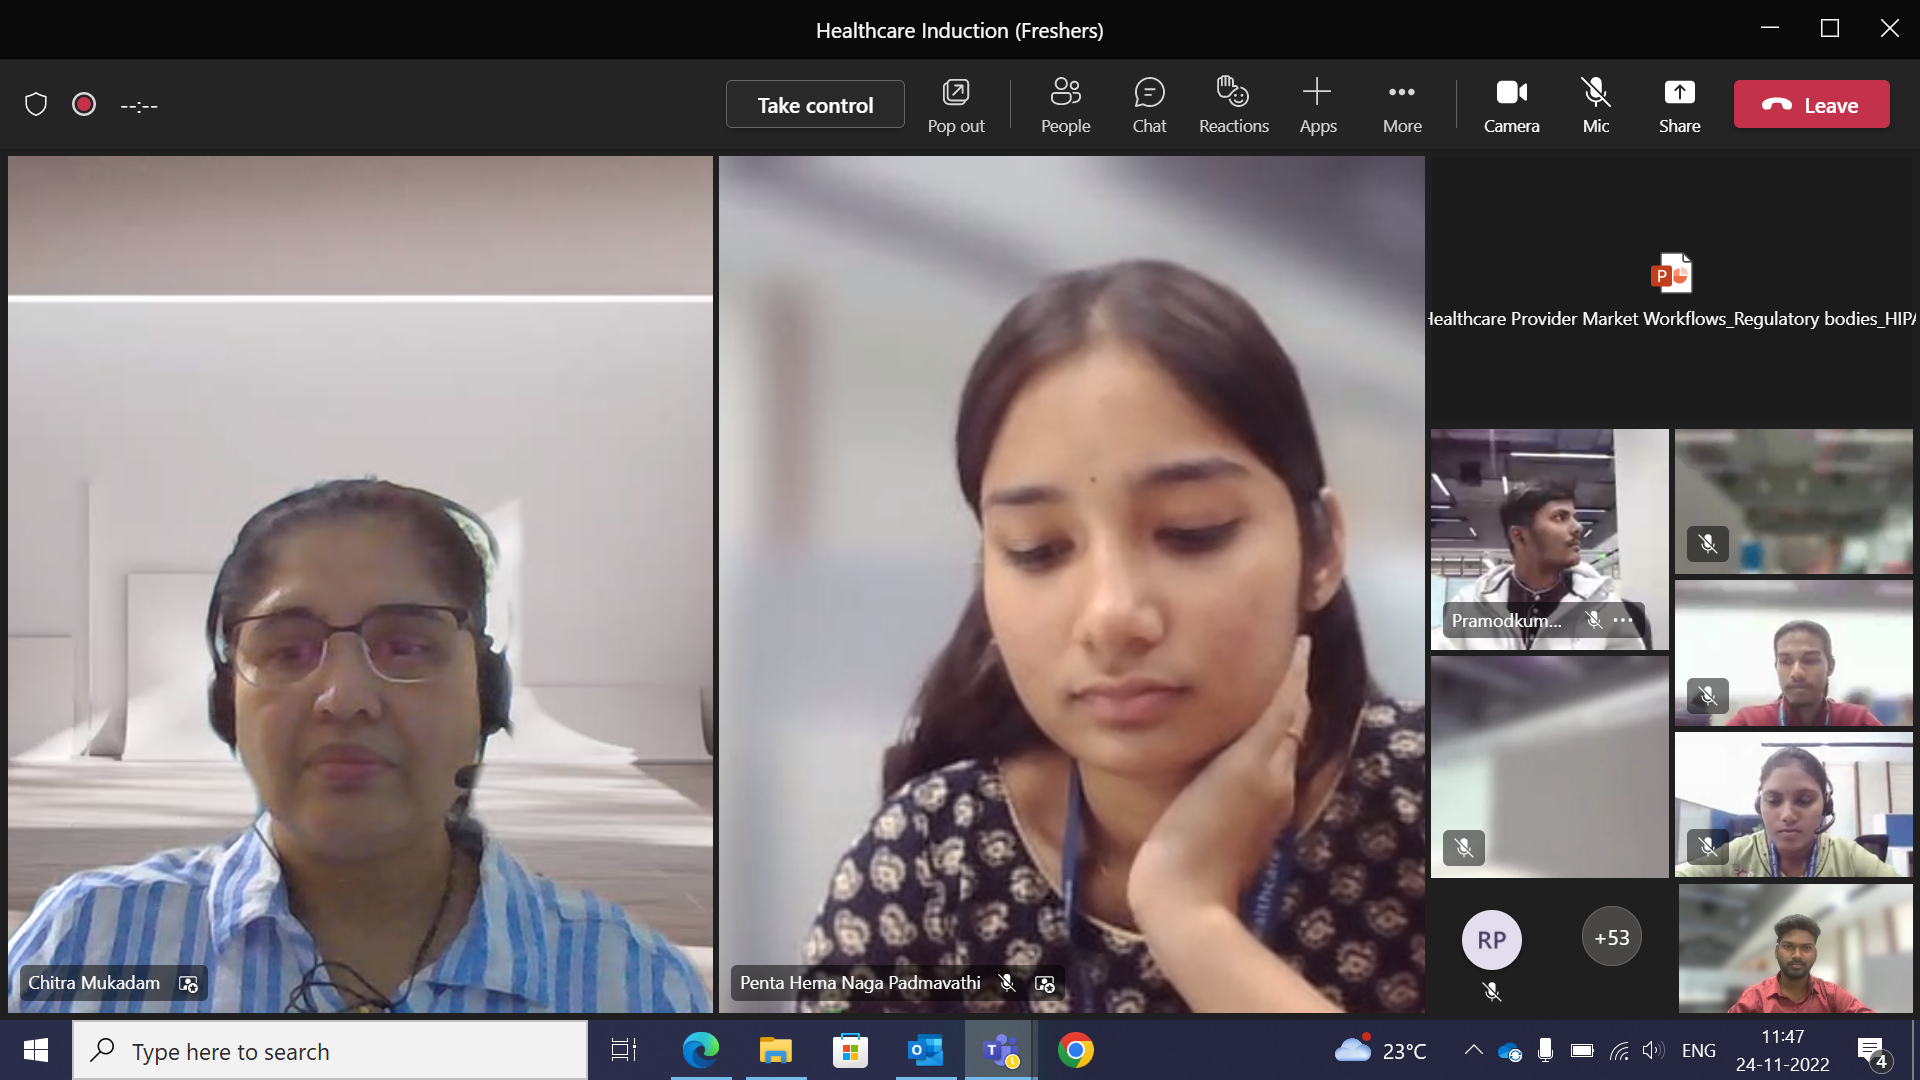 Healthcare Induction (Freshers)
--:--
Take control
Pop out
People
Chat
Reactions
Apps
More
Camera
Mic
Share
Leave
P
Healthcare Provider Market Workflows_Regulatory bodies_HIPA
Pramodkum...
Chitra Mukadam
Penta Hema Naga Padmavathi
RP
+53
Type here to search
23°C
ENG
11:47
24-11-2022
4